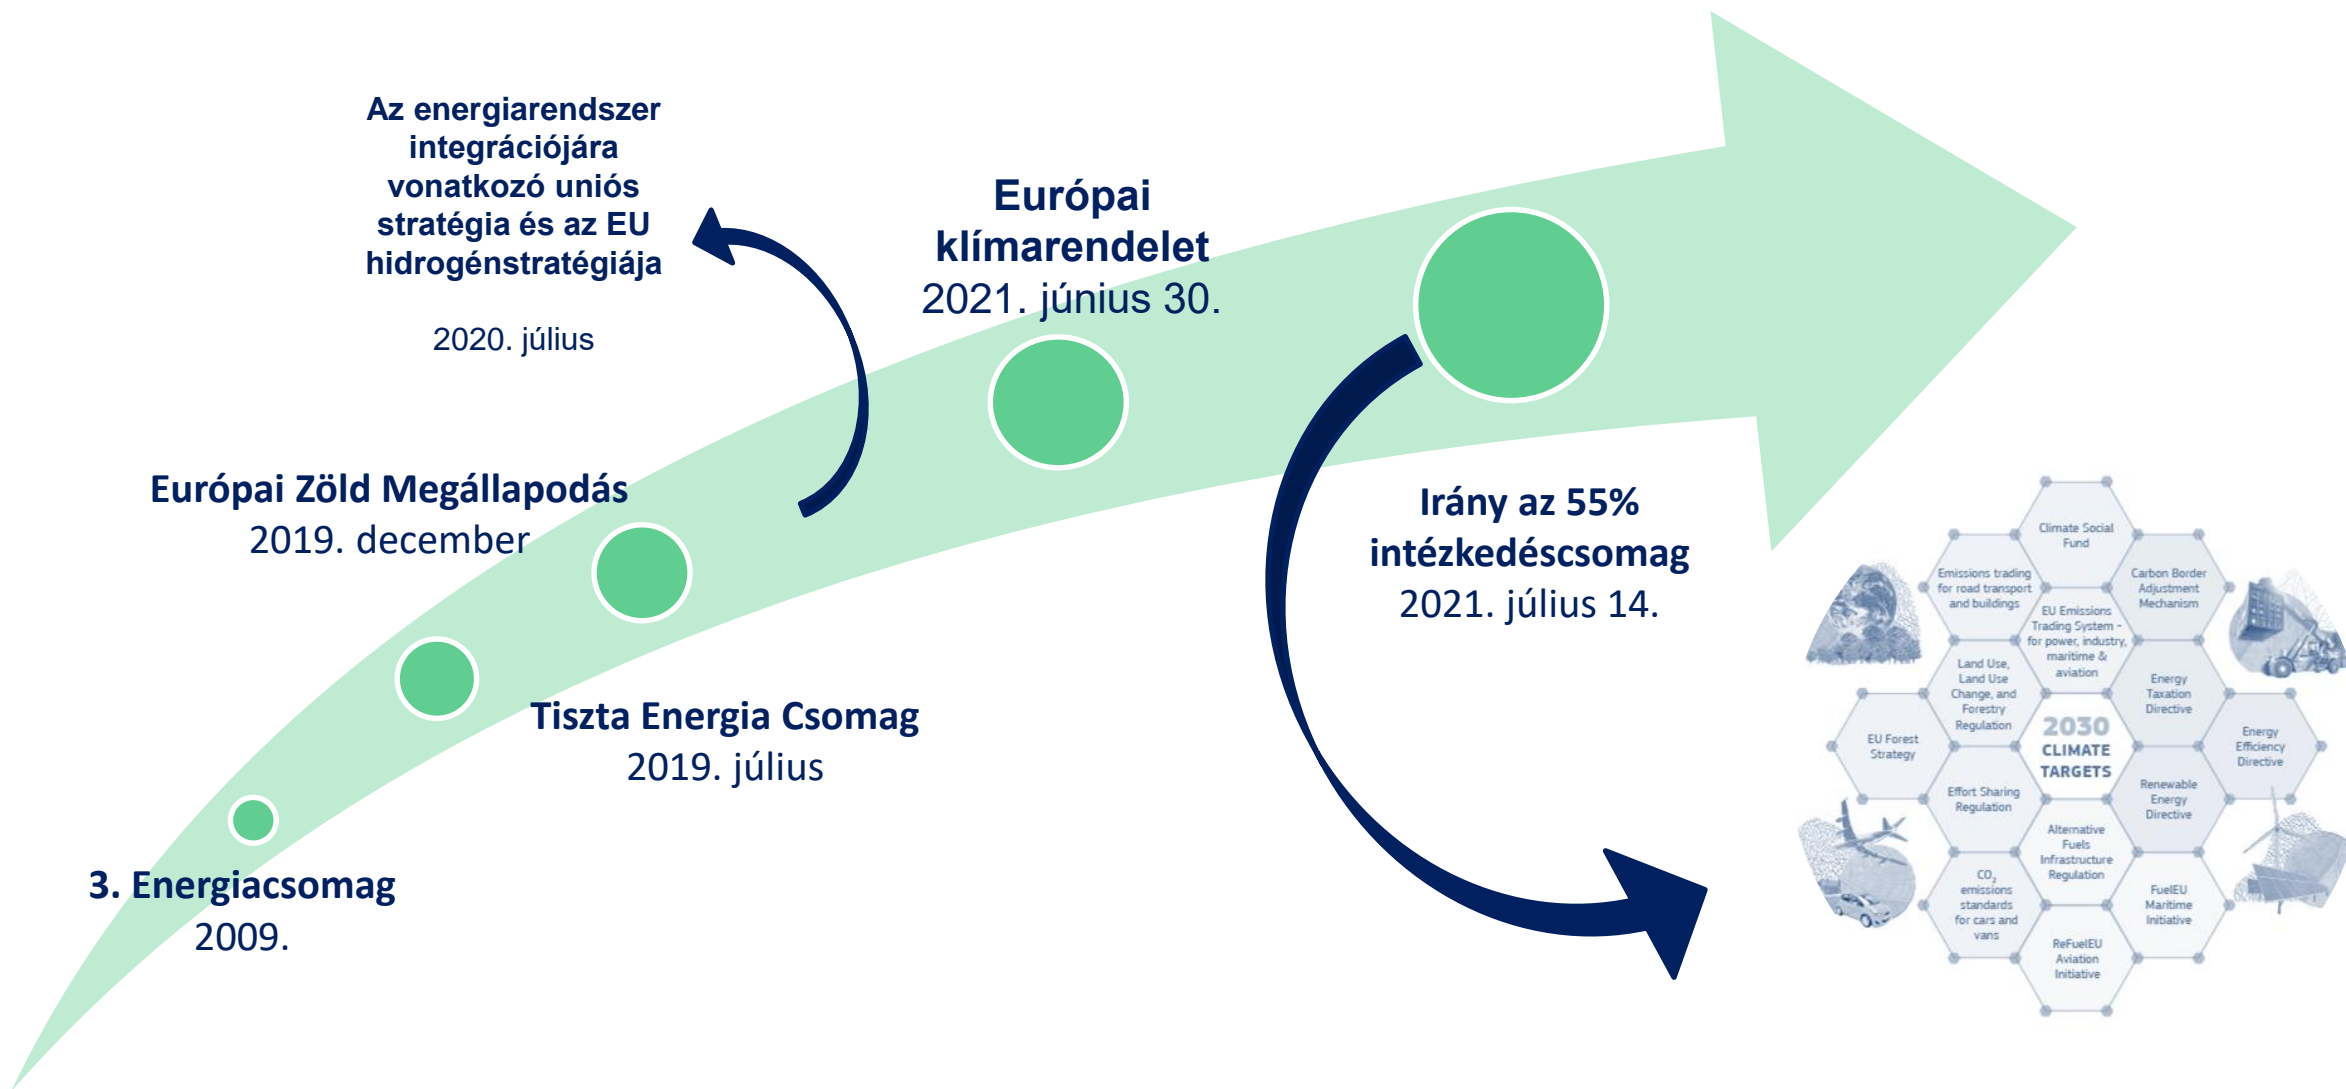 Az energiarendszer
integrációjára
vonatkozó uniós
stratégia és az EU
hidrogénstratégiája
2020. július
Európai
klímarendelet
2021. június 30.
Európai Zöld Megállapodás
2019. december
Tiszta Energia Csomag
2019. július
3. Energiacsomag
2009.
Irány az 55%
intézkedéscsomag
2021. július 14.
Climate Social
Fund
Emissions trading
for road transport
and buildings
Carbon Border
Adjustment
Mechanism
EU Emissions
Trading System -
for power, industry,
maritime &
aviation
Land Use,
Land Use
Change, and
Forestry
Regulation
Energy
Taxation
Directive
EU Forest
Strategy
2030
CLIMATE
TARGETS
Energy
Efficiency
Directive
Effort Sharing
Regulation
Renewable
Energy
Directive
Alternative
Fuels
Infrastructure
Regulation
CO₂
emissions
standards
for cars and
vans
FuelEU
Maritime
Initiative
ReFuelEU
Aviation
Initiative